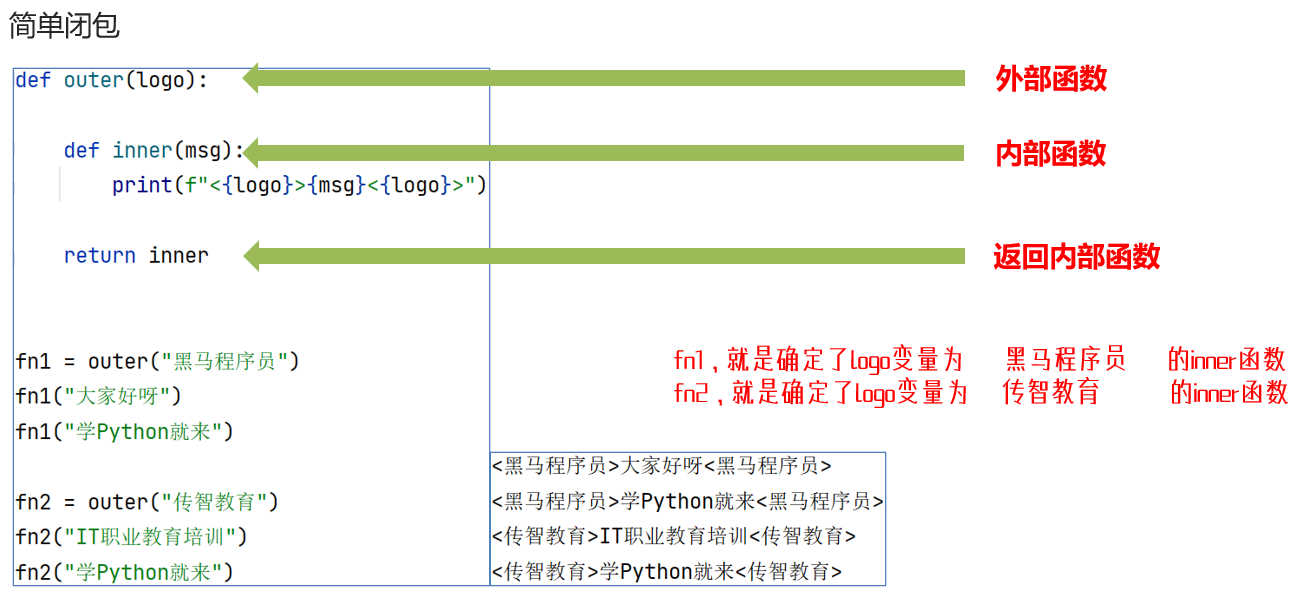 简单闭包
def outer(logo):
外部函数
    def inner(msg):
内部函数
        print(f"<{logo}>{msg}<{logo}>")
    return inner
返回内部函数
fn1 = outer("黑马程序员")
fn1，就是确定了logo变量为 黑马程序员 的inner函数
fn1("大家好呀")
fn2，就是确定了logo变量为 传智教育 的inner函数
fn1("学Python就来")
fn2 = outer("传智教育")
fn2("IT职业教育培训")
fn2("学Python就来")
<黑马程序员>大家好呀<黑马程序员>
<黑马程序员>学Python就来<黑马程序员>
<传智教育>IT职业教育培训<传智教育>
<传智教育>学Python就来<传智教育>